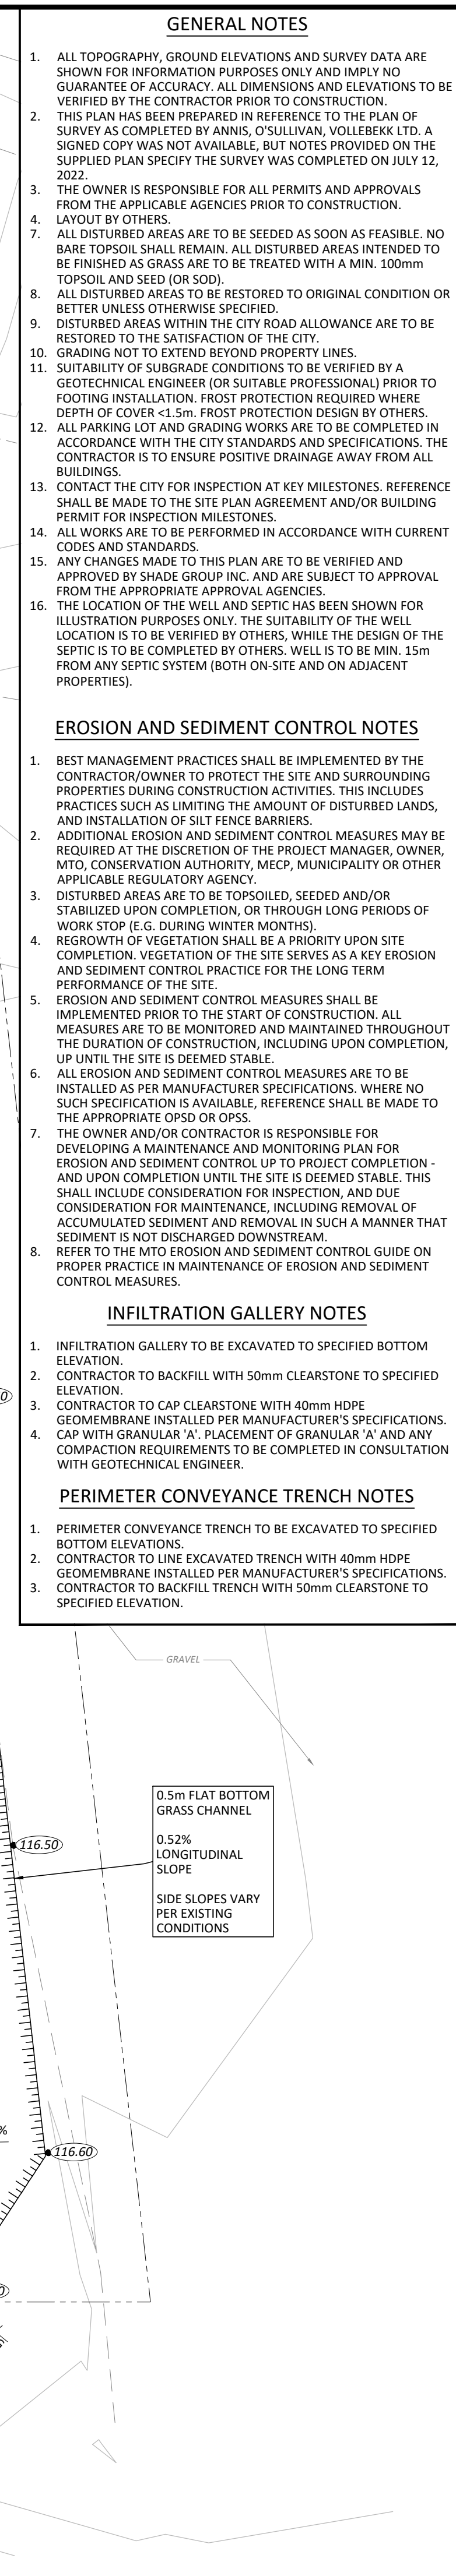 GENERAL NOTES
1. ALL TOPOGRAPHY, GROUND ELEVATIONS AND SURVEY DATA ARE
SHOWN FOR INFORMATION PURPOSES ONLY AND IMPLY NO
GUARANTEE OF ACCURACY. ALL DIMENSIONS AND ELEVATIONS TO BE
VERIFIED BY THE CONTRACTOR PRIOR TO CONSTRUCTION.
2. THIS PLAN HAS BEEN PREPARED IN REFERENCE TO THE PLAN OF
SURVEY AS COMPLETED BY ANNIS, O'SULLIVAN, VOLLEBEKK LTD. A
SIGNED COPY WAS NOT AVAILABLE, BUT NOTES PROVIDED ON THE
SUPPLIED PLAN SPECIFY THE SURVEY WAS COMPLETED ON JULY 12,
2022.
3. THE OWNER IS RESPONSIBLE FOR ALL PERMITS AND APPROVALS
FROM THE APPLICABLE AGENCIES PRIOR TO CONSTRUCTION.
4. LAYOUT BY OTHERS.
7. ALL DISTURBED AREAS ARE TO BE SEEDED AS SOON AS FEASIBLE. NO
BARE TOPSOIL SHALL REMAIN. ALL DISTURBED AREAS INTENDED TO
BE FINISHED AS GRASS ARE TO BE TREATED WITH A MIN. 100mm
TOPSOIL AND SEED (OR SOD).
8. ALL DISTURBED AREAS TO BE RESTORED TO ORIGINAL CONDITION OR
BETTER UNLESS OTHERWISE SPECIFIED.
9. DISTURBED AREAS WITHIN THE CITY ROAD ALLOWANCE ARE TO BE
RESTORED TO THE SATISFACTION OF THE CITY.
10. GRADING NOT TO EXTEND BEYOND PROPERTY LINES.
11. SUITABILITY OF SUBGRADE CONDITIONS TO BE VERIFIED BY A
GEOTECHNICAL ENGINEER (OR SUITABLE PROFESSIONAL) PRIOR TO
FOOTING INSTALLATION. FROST PROTECTION REQUIRED WHERE
DEPTH OF COVER <1.5m. FROST PROTECTION DESIGN BY OTHERS.
12. ALL PARKING LOT AND GRADING WORKS ARE TO BE COMPLETED IN
ACCORDANCE WITH THE CITY STANDARDS AND SPECIFICATIONS. THE
CONTRACTOR IS TO ENSURE POSITIVE DRAINAGE AWAY FROM ALL
BUILDINGS.
13. CONTACT THE CITY FOR INSPECTION AT KEY MILESTONES. REFERENCE
SHALL BE MADE TO THE SITE PLAN AGREEMENT AND/OR BUILDING
PERMIT FOR INSPECTION MILESTONES.
14. ALL WORKS ARE TO BE PERFORMED IN ACCORDANCE WITH CURRENT
CODES AND STANDARDS.
15. ANY CHANGES MADE TO THIS PLAN ARE TO BE VERIFIED AND
APPROVED BY SHADE GROUP INC. AND ARE SUBJECT TO APPROVAL
FROM THE APPROPRIATE APPROVAL AGENCIES.
16. THE LOCATION OF THE WELL AND SEPTIC HAS BEEN SHOWN FOR
ILLUSTRATION PURPOSES ONLY. THE SUITABILITY OF THE WELL
LOCATION IS TO BE VERIFIED BY OTHERS, WHILE THE DESIGN OF THE
SEPTIC IS TO BE COMPLETED BY OTHERS. WELL IS TO BE MIN. 15m
FROM ANY SEPTIC SYSTEM (BOTH ON-SITE AND ON ADJACENT
PROPERTIES).
EROSION AND SEDIMENT CONTROL NOTES
1. BEST MANAGEMENT PRACTICES SHALL BE IMPLEMENTED BY THE
CONTRACTOR/OWNER TO PROTECT THE SITE AND SURROUNDING
PROPERTIES DURING CONSTRUCTION ACTIVITIES. THIS INCLUDES
PRACTICES SUCH AS LIMITING THE AMOUNT OF DISTURBED LANDS,
AND INSTALLATION OF SILT FENCE BARRIERS.
2. ADDITIONAL EROSION AND SEDIMENT CONTROL MEASURES MAY BE
REQUIRED AT THE DISCRETION OF THE PROJECT MANAGER, OWNER,
MTO, CONSERVATION AUTHORITY, MECP, MUNICIPALITY OR OTHER
APPLICABLE REGULATORY AGENCY.
3. DISTURBED AREAS ARE TO BE TOPSOILED, SEEDED AND/OR
STABILIZED UPON COMPLETION, OR THROUGH LONG PERIODS OF
WORK STOP (E.G. DURING WINTER MONTHS).
4. REGROWTH OF VEGETATION SHALL BE A PRIORITY UPON SITE
COMPLETION. VEGETATION OF THE SITE SERVES AS A KEY EROSION
AND SEDIMENT CONTROL PRACTICE FOR THE LONG TERM
PERFORMANCE OF THE SITE.
5. EROSION AND SEDIMENT CONTROL MEASURES SHALL BE
IMPLEMENTED PRIOR TO THE START OF CONSTRUCTION. ALL
MEASURES ARE TO BE MONITORED AND MAINTAINED THROUGHOUT
THE DURATION OF CONSTRUCTION, INCLUDING UPON COMPLETION,
UP UNTIL THE SITE IS DEEMED STABLE.
6. ALL EROSION AND SEDIMENT CONTROL MEASURES ARE TO BE
INSTALLED AS PER MANUFACTURER SPECIFICATIONS. WHERE NO
SUCH SPECIFICATION IS AVAILABLE, REFERENCE SHALL BE MADE TO
THE APPROPRIATE OPSD OR OPSS.
7. THE OWNER AND/OR CONTRACTOR IS RESPONSIBLE FOR
DEVELOPING A MAINTENANCE AND MONITORING PLAN FOR
EROSION AND SEDIMENT CONTROL UP TO PROJECT COMPLETION -
AND UPON COMPLETION UNTIL THE SITE IS DEEMED STABLE. THIS
SHALL INCLUDE CONSIDERATION FOR INSPECTION, AND DUE
CONSIDERATION FOR MAINTENANCE, INCLUDING REMOVAL OF
ACCUMULATED SEDIMENT AND REMOVAL IN SUCH A MANNER THAT
SEDIMENT IS NOT DISCHARGED DOWNSTREAM.
8. REFER TO THE MTO EROSION AND SEDIMENT CONTROL GUIDE ON
PROPER PRACTICE IN MAINTENANCE OF EROSION AND SEDIMENT
CONTROL MEASURES.
INFILTRATION GALLERY NOTES
1. INFILTRATION GALLERY TO BE EXCAVATED TO SPECIFIED BOTTOM
ELEVATION.
2. CONTRACTOR TO BACKFILL WITH 50mm CLEARSTONE TO SPECIFIED
ELEVATION.
3. CONTRACTOR TO CAP CLEARSTONE WITH 40mm HDPE
GEOMEMBRANE INSTALLED PER MANUFACTURER'S SPECIFICATIONS.
4. CAP WITH GRANULAR 'A'. PLACEMENT OF GRANULAR 'A' AND ANY
COMPACTION REQUIREMENTS TO BE COMPLETED IN CONSULTATION
WITH GEOTECHNICAL ENGINEER.
PERIMETER CONVEYANCE TRENCH NOTES
1. PERIMETER CONVEYANCE TRENCH TO BE EXCAVATED TO SPECIFIED
BOTTOM ELEVATIONS.
2. CONTRACTOR TO LINE EXCAVATED TRENCH WITH 40mm HDPE
GEOMEMBRANE INSTALLED PER MANUFACTURER'S SPECIFICATIONS.
3. CONTRACTOR TO BACKFILL TRENCH WITH 50mm CLEARSTONE TO
SPECIFIED ELEVATION.
GRAVEL
0.5m FLAT BOTTOM
GRASS CHANNEL
0.52%
LONGITUDINAL
SLOPE
SIDE SLOPES VARY
PER EXISTING
CONDITIONS
116.50
116.60